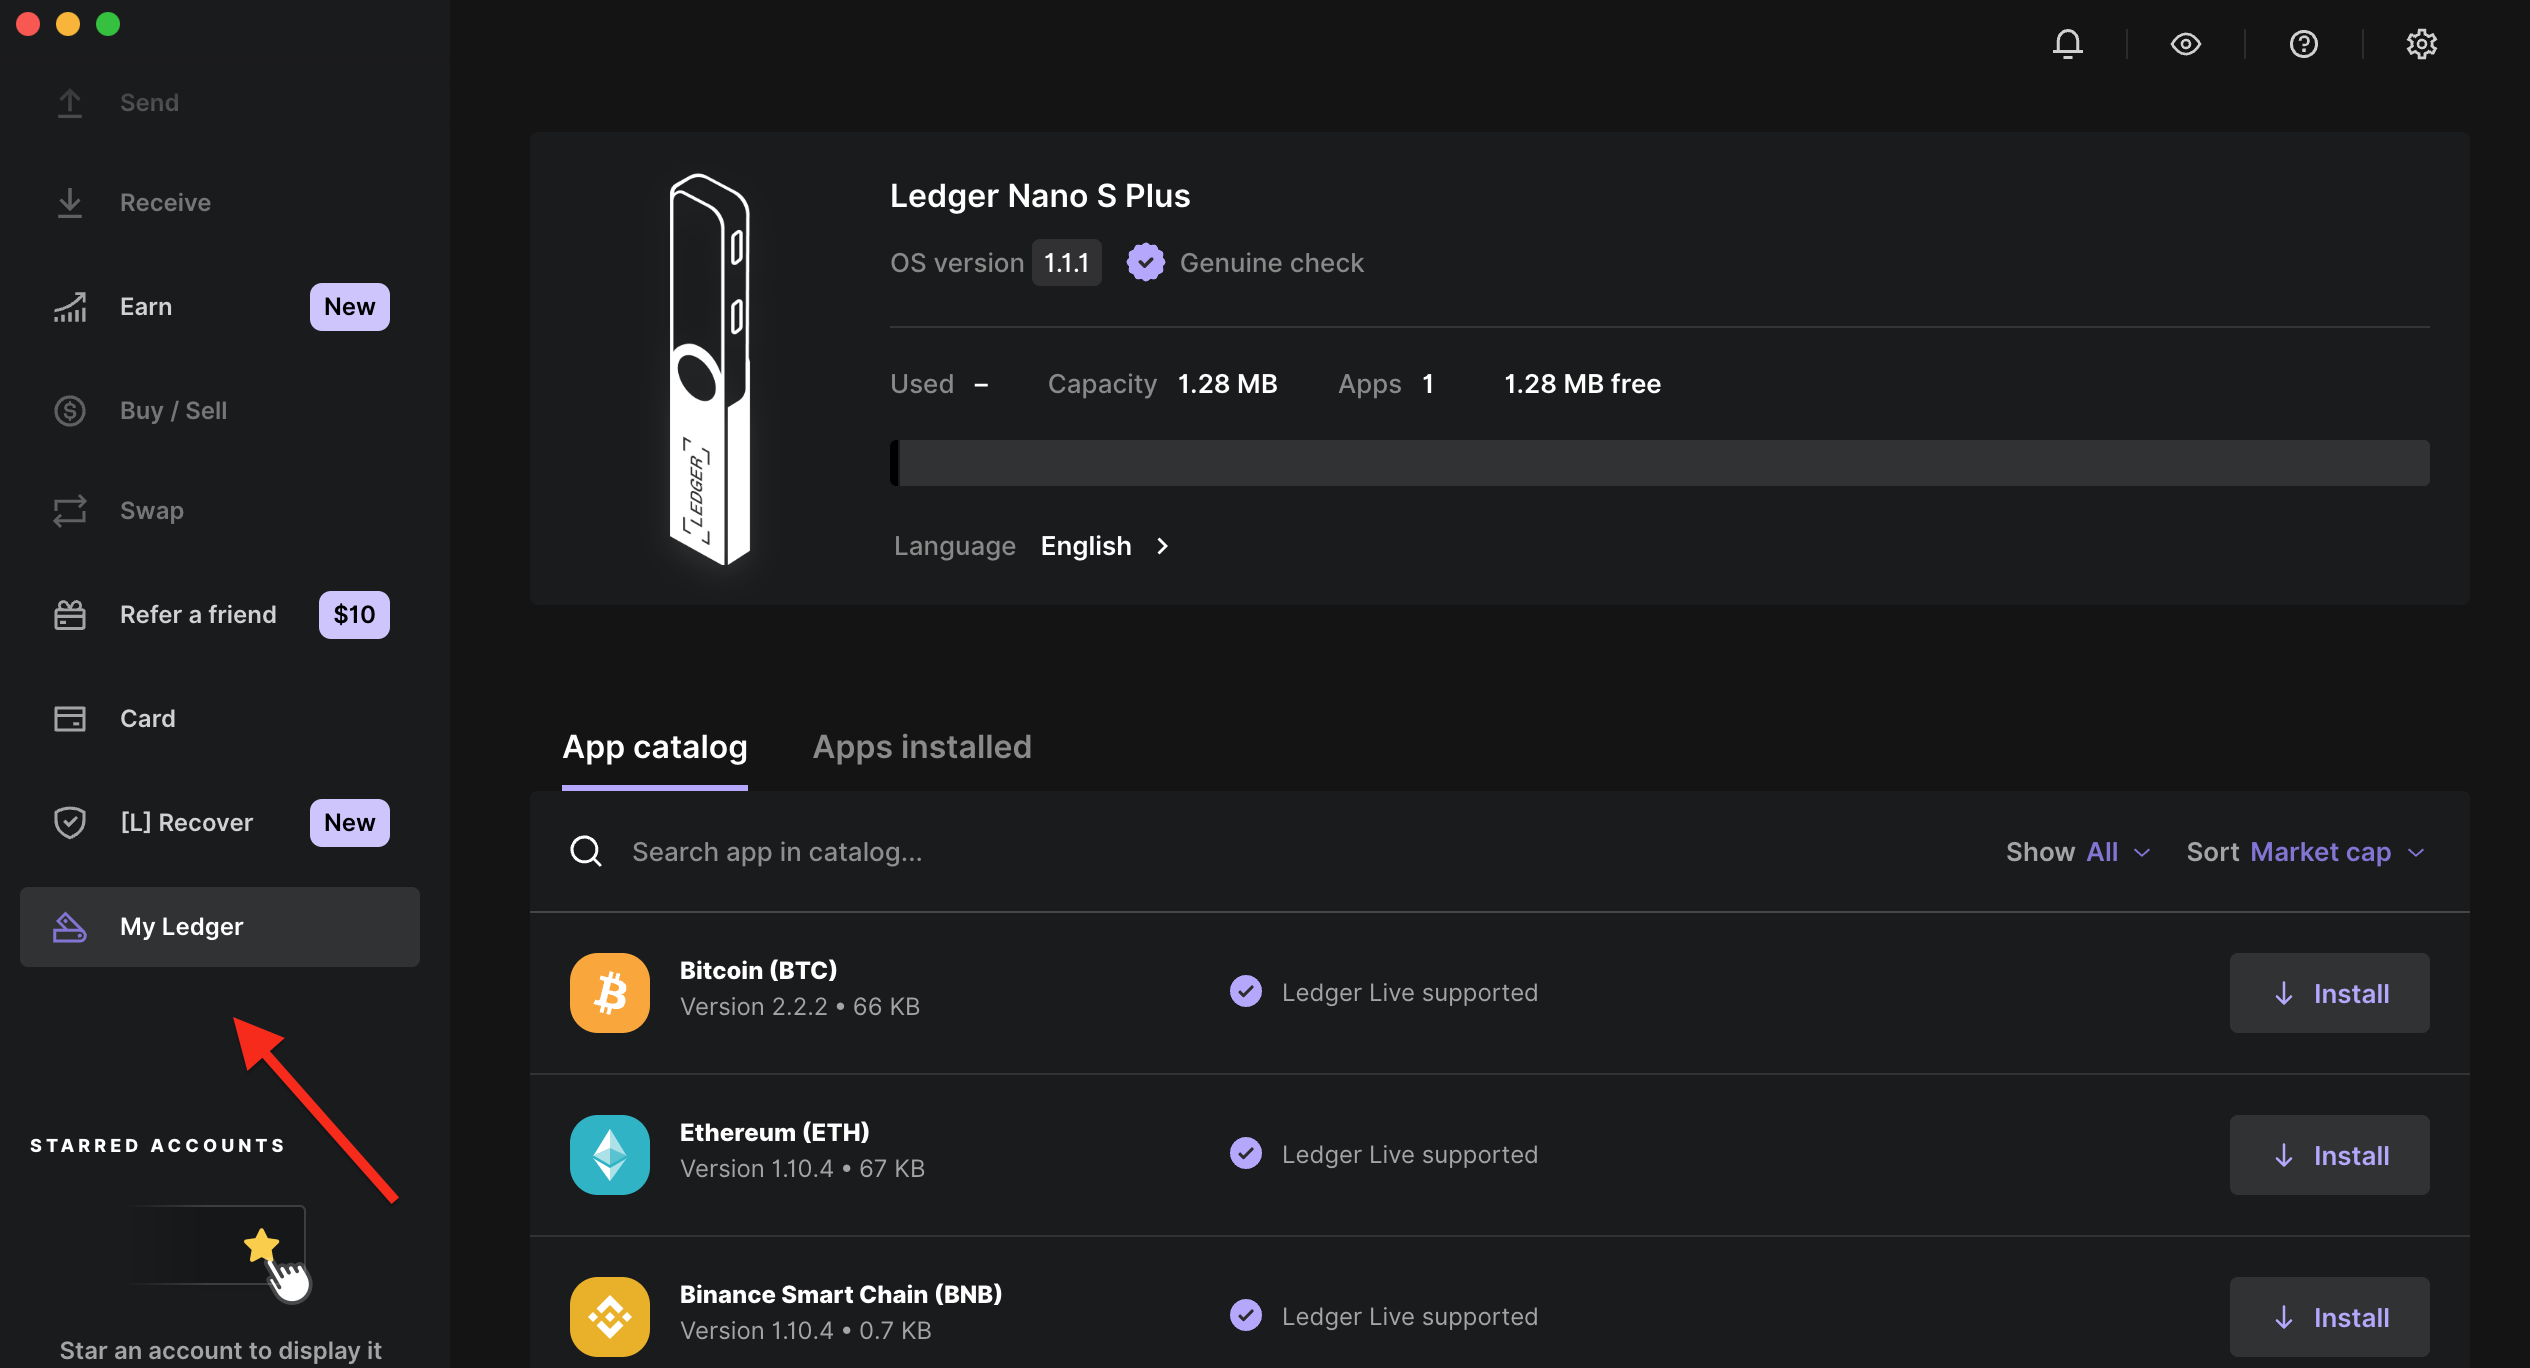 Send
Receive
Earn New
Buy / Sell
Swap
Refer a friend $10
Card
[L] Recover New
My Ledger
STARRED ACCOUNTS
Star an account to display it
LEDGER
Ledger Nano S Plus
OS version 1.1.1 Genuine check
Used – Capacity 1.28 MB Apps 1 1.28 MB free
Language English
App catalog Apps installed
Search app in catalog... Show All Sort Market cap
Bitcoin (BTC)
Version 2.2.2 • 66 KB
Ledger Live supported
Install
Ethereum (ETH)
Version 1.10.4 • 67 KB
Ledger Live supported
Install
Binance Smart Chain (BNB)
Version 1.10.4 • 0.7 KB
Ledger Live supported
Install